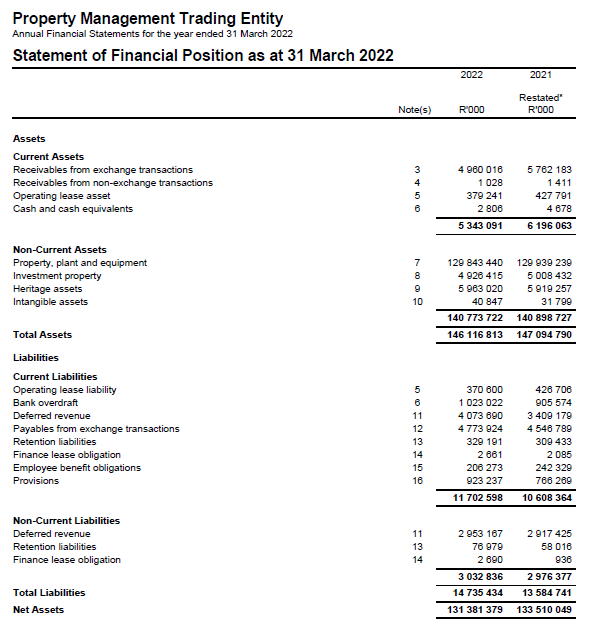 Property Management Trading Entity
Annual Financial Statements for the year ended 31 March 2022
Statement of Financial Position as at 31 March 2022
2022 2021
Restated*
Note(s) R'000 R'000
Assets
Current Assets
Receivables from exchange transactions 3 4 960 016 5 762 183
Receivables from non-exchange transactions 4 1 028 1 411
Operating lease asset 5 379 241 427 791
Cash and cash equivalents 6 2 806 4 678
5 343 091 6 196 063
Non-Current Assets
Property, plant and equipment 7 129 843 440 129 939 239
Investment property 8 4 926 415 5 008 432
Heritage assets 9 5 963 020 5 919 257
Intangible assets 10 40 847 31 799
140 773 722 140 898 727
Total Assets 146 116 813 147 094 790
Liabilities
Current Liabilities
Operating lease liability 5 370 600 426 706
Bank overdraft 6 1 023 022 905 574
Deferred revenue 11 4 073 690 3 409 179
Payables from exchange transactions 12 4 773 924 4 546 789
Retention liabilities 13 329 191 309 433
Finance lease obligation 14 2 661 2 085
Employee benefit obligations 15 206 273 242 329
Provisions 16 923 237 766 269
11 702 598 10 608 364
Non-Current Liabilities
Deferred revenue 11 2 953 167 2 917 425
Retention liabilities 13 76 979 58 016
Finance lease obligation 14 2 690 936
3 032 836 2 976 377
Total Liabilities 14 735 434 13 584 741
Net Assets 131 381 379 133 510 049